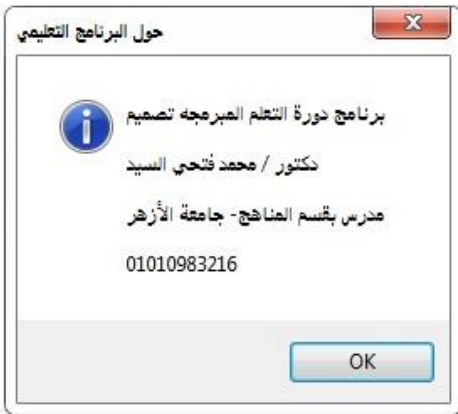 حول البرنامج التعليمي
برنامج دورة التعلم المبرمجه تصميم
دكتور / محمد فتحي السيد
مدرس بقسم المناهج- جامعة الأزهر
01010983216
OK